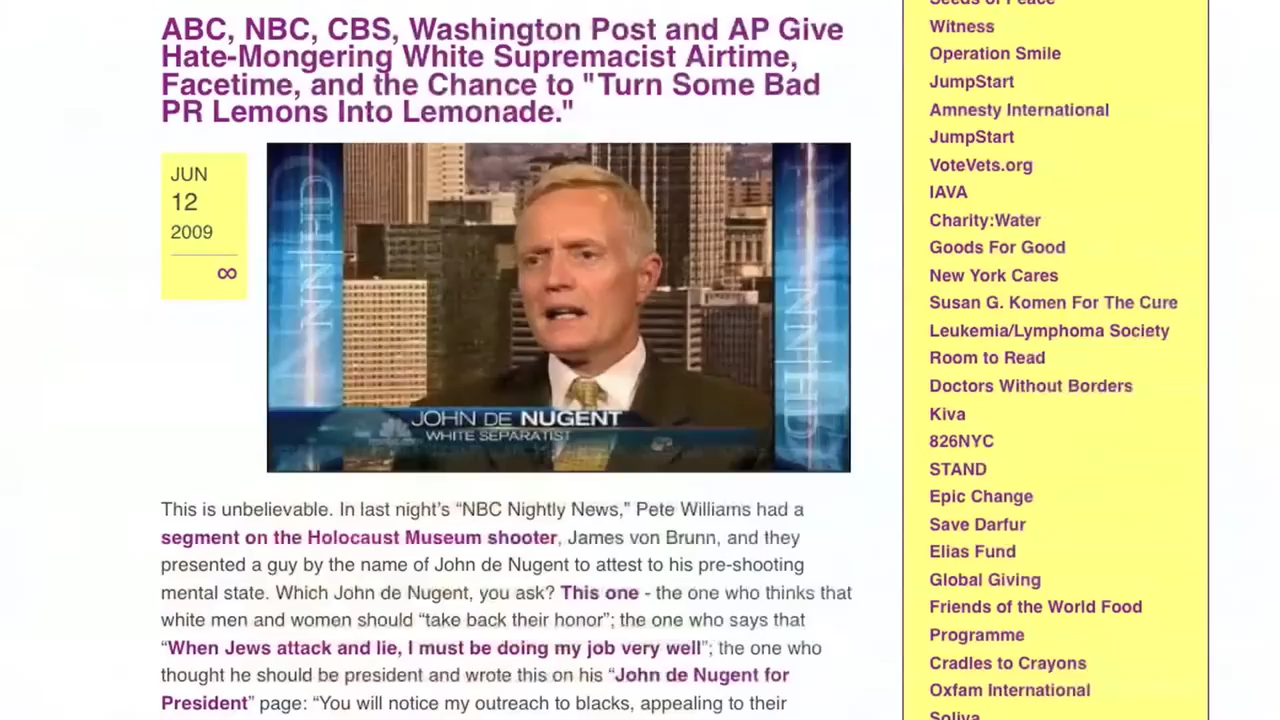 ABC, NBC, CBS, Washington Post and AP Give
Hate-Mongering White Supremacist Airtime,
Facetime, and the Chance to "Turn Some Bad
PR Lemons Into Lemonade."
JUN
12
2009
∞
NN|HD
NN|HD
JOHN DE NUGENT
WHITE SEPARATIST
This is unbelievable. In last night's “NBC Nightly News,” Pete Williams had a
segment on the Holocaust Museum shooter, James von Brunn, and they
presented a guy by the name of John de Nugent to attest to his pre-shooting
mental state. Which John de Nugent, you ask? This one - the one who thinks that
white men and women should “take back their honor”; the one who says that
“When Jews attack and lie, I must be doing my job very well”; the one who
thought he should be president and wrote this on his “John de Nugent for
President” page: “You will notice my outreach to blacks, appealing to their
Seeds of Peace
Witness
Operation Smile
JumpStart
Amnesty International
JumpStart
VoteVets.org
IAVA
Charity:Water
Goods For Good
New York Cares
Susan G. Komen For The Cure
Leukemia/Lymphoma Society
Room to Read
Doctors Without Borders
Kiva
826NYC
STAND
Epic Change
Save Darfur
Elias Fund
Global Giving
Friends of the World Food
Programme
Cradles to Crayons
Oxfam International